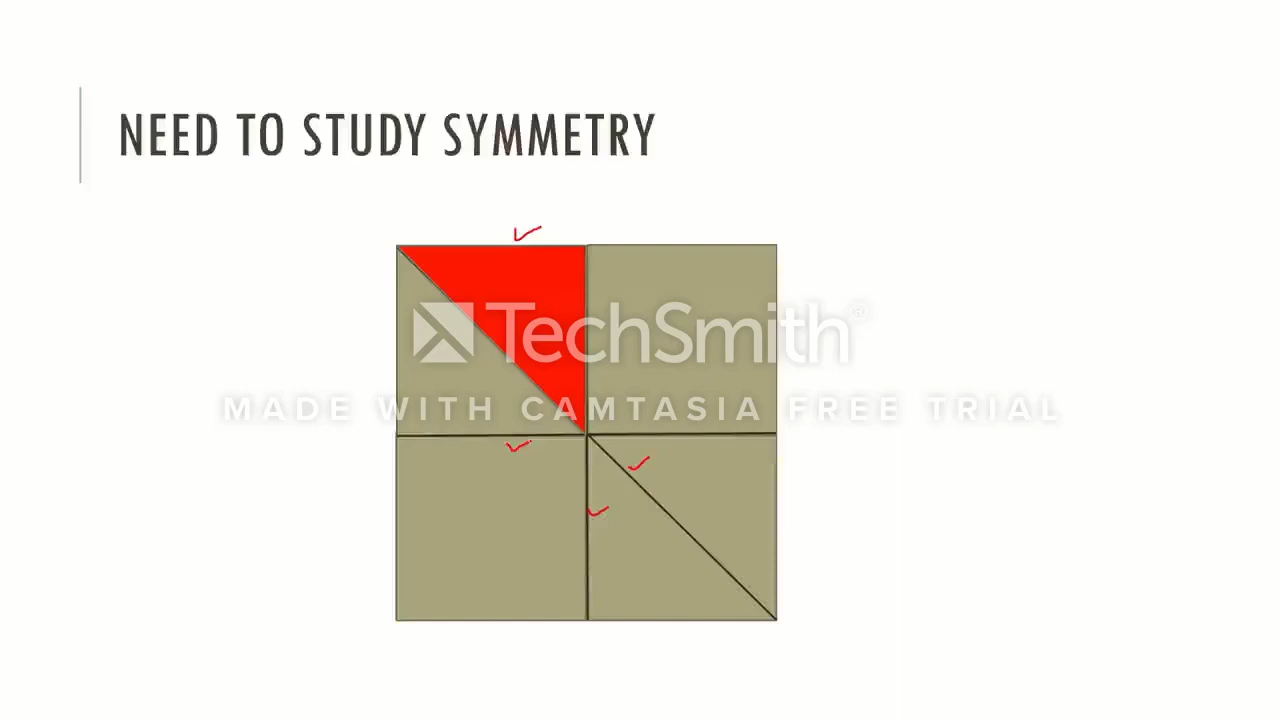 NEED TO STUDY SYMMETRY
TechSmith®
MADE WITH CAMTASIA FREE TRIAL